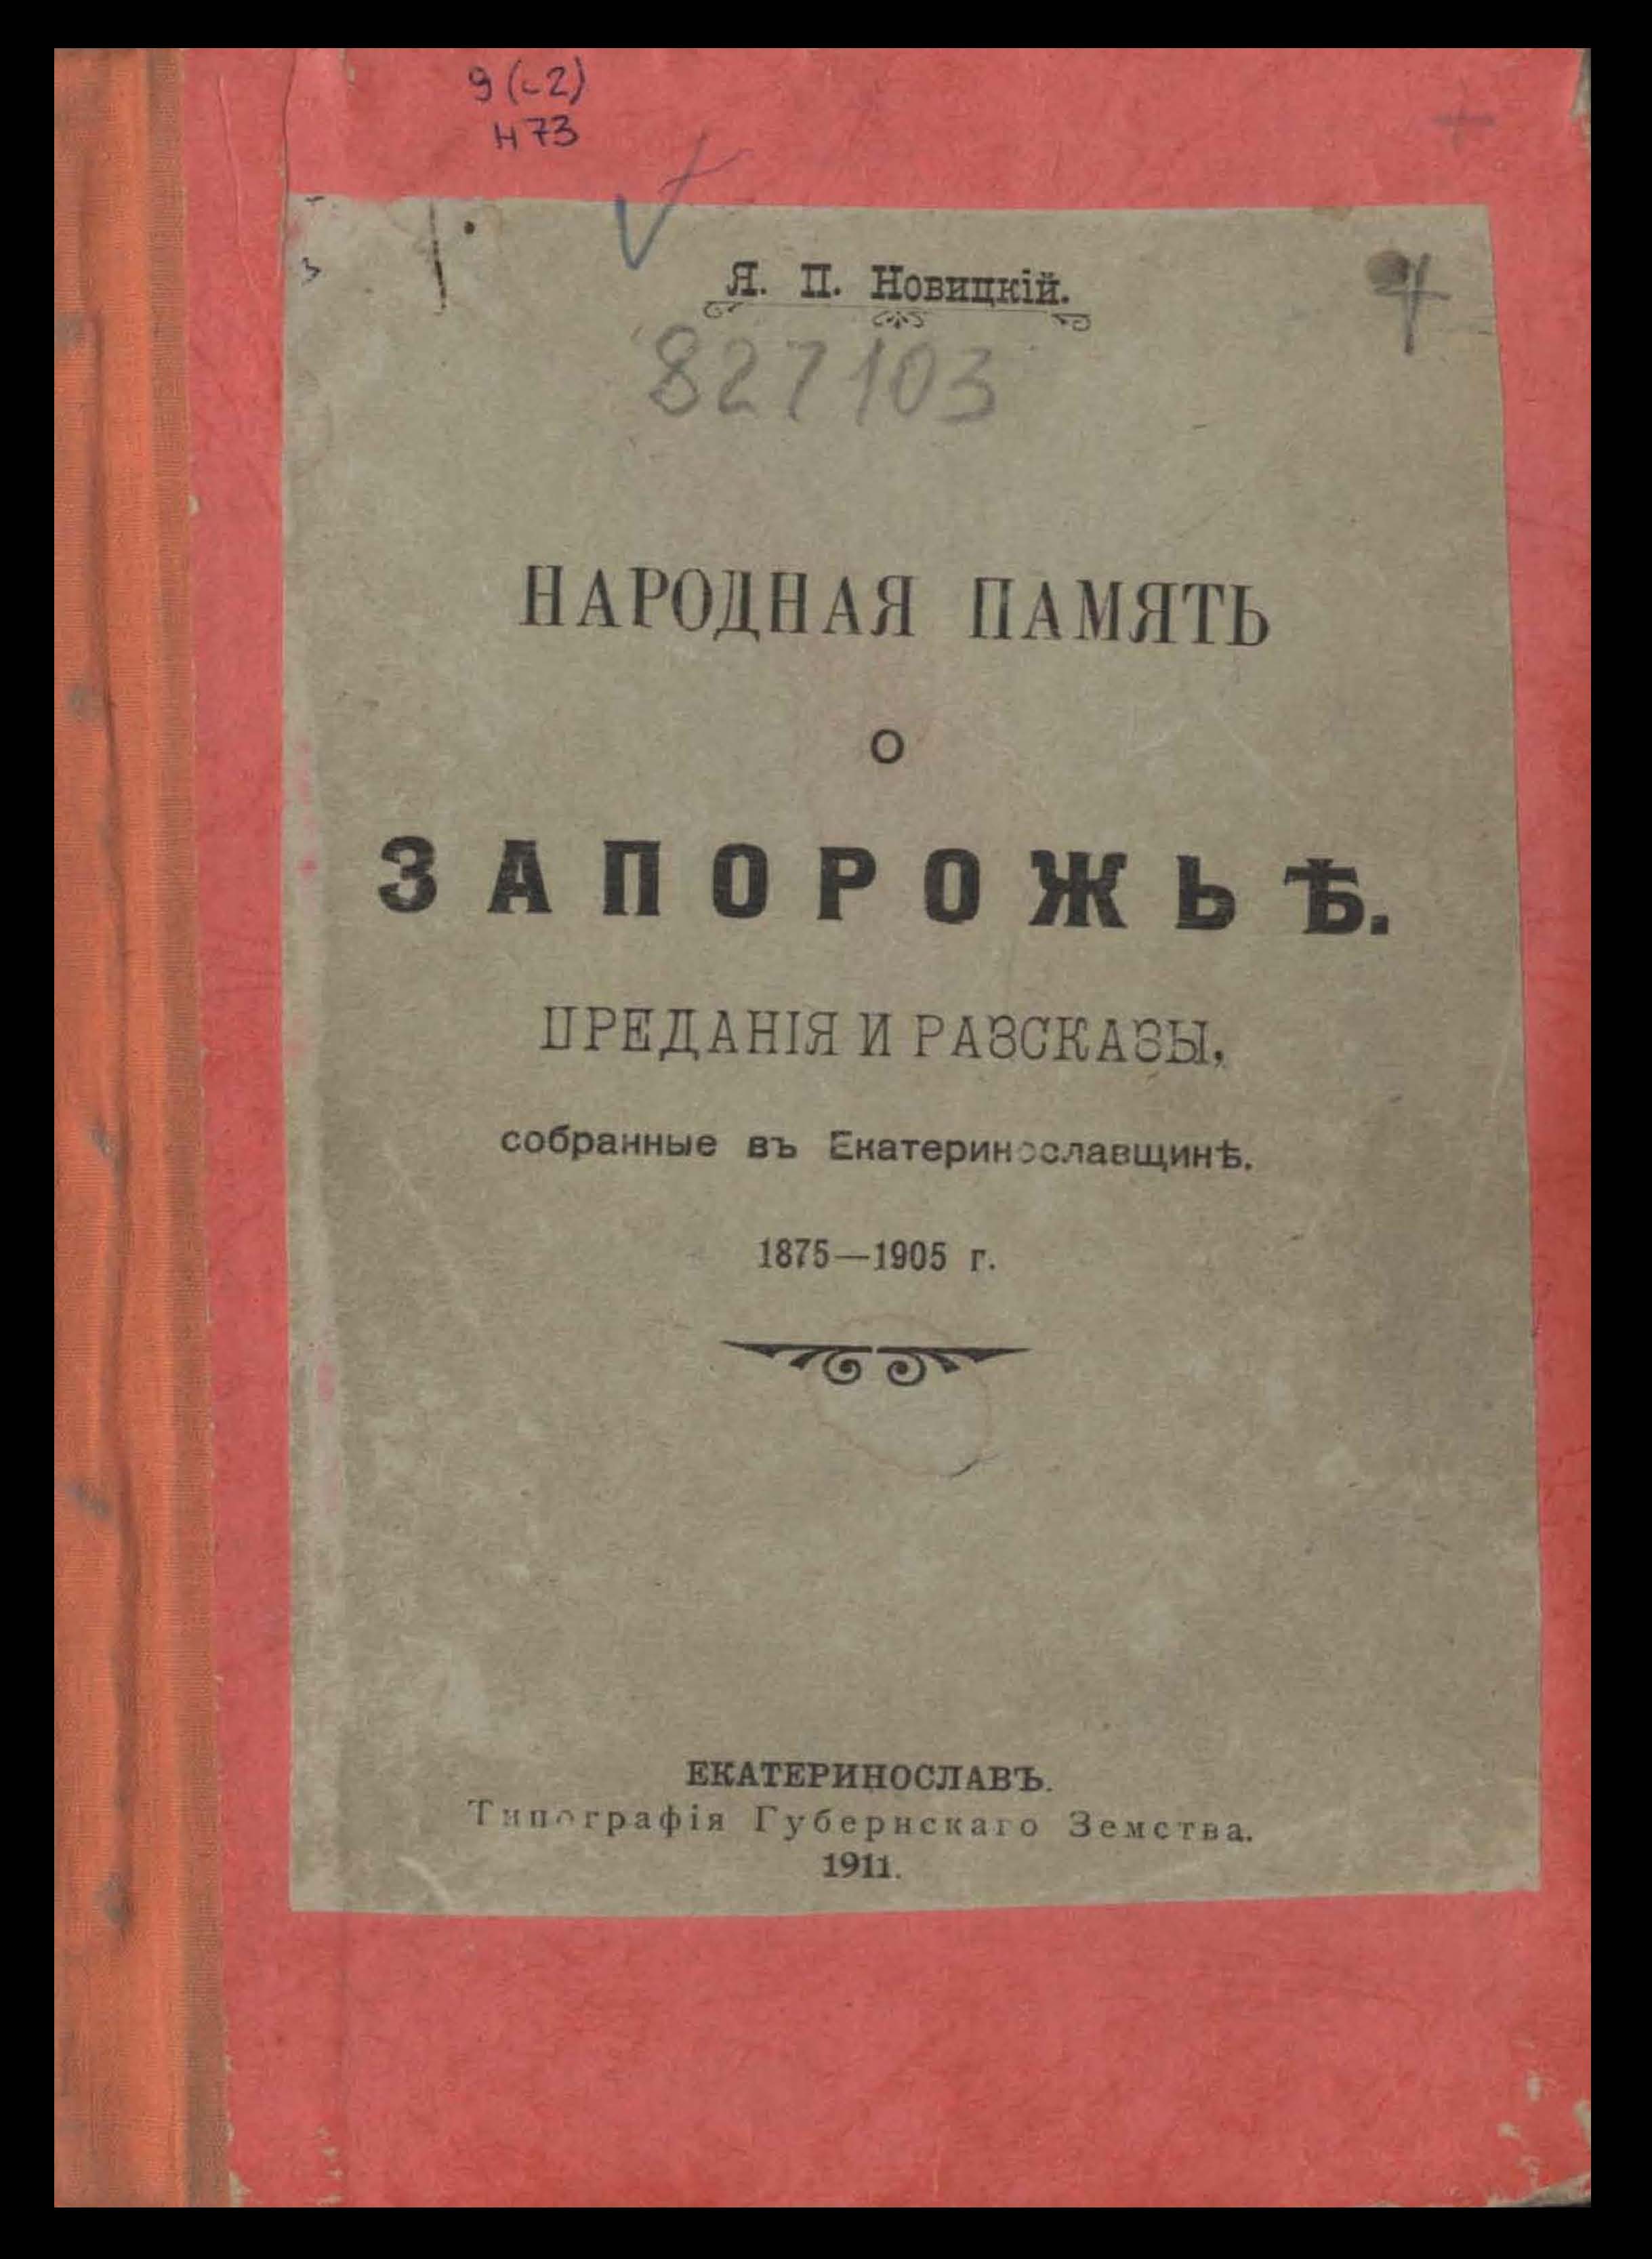 9(с2)
Н73
Я. П. Новицкій.
827103
НАРОДНАЯ ПАМЯТЬ
О
ЗАПОРОЖЬѢ.
ПРЕДАНІЯ И РАЗСКАЗЫ,
собранные въ Екатеринославщинѣ.
1875—1905 г.
ЕКАТЕРИНОСЛАВЪ.
Типографія Губернскаго Земства.
1911.